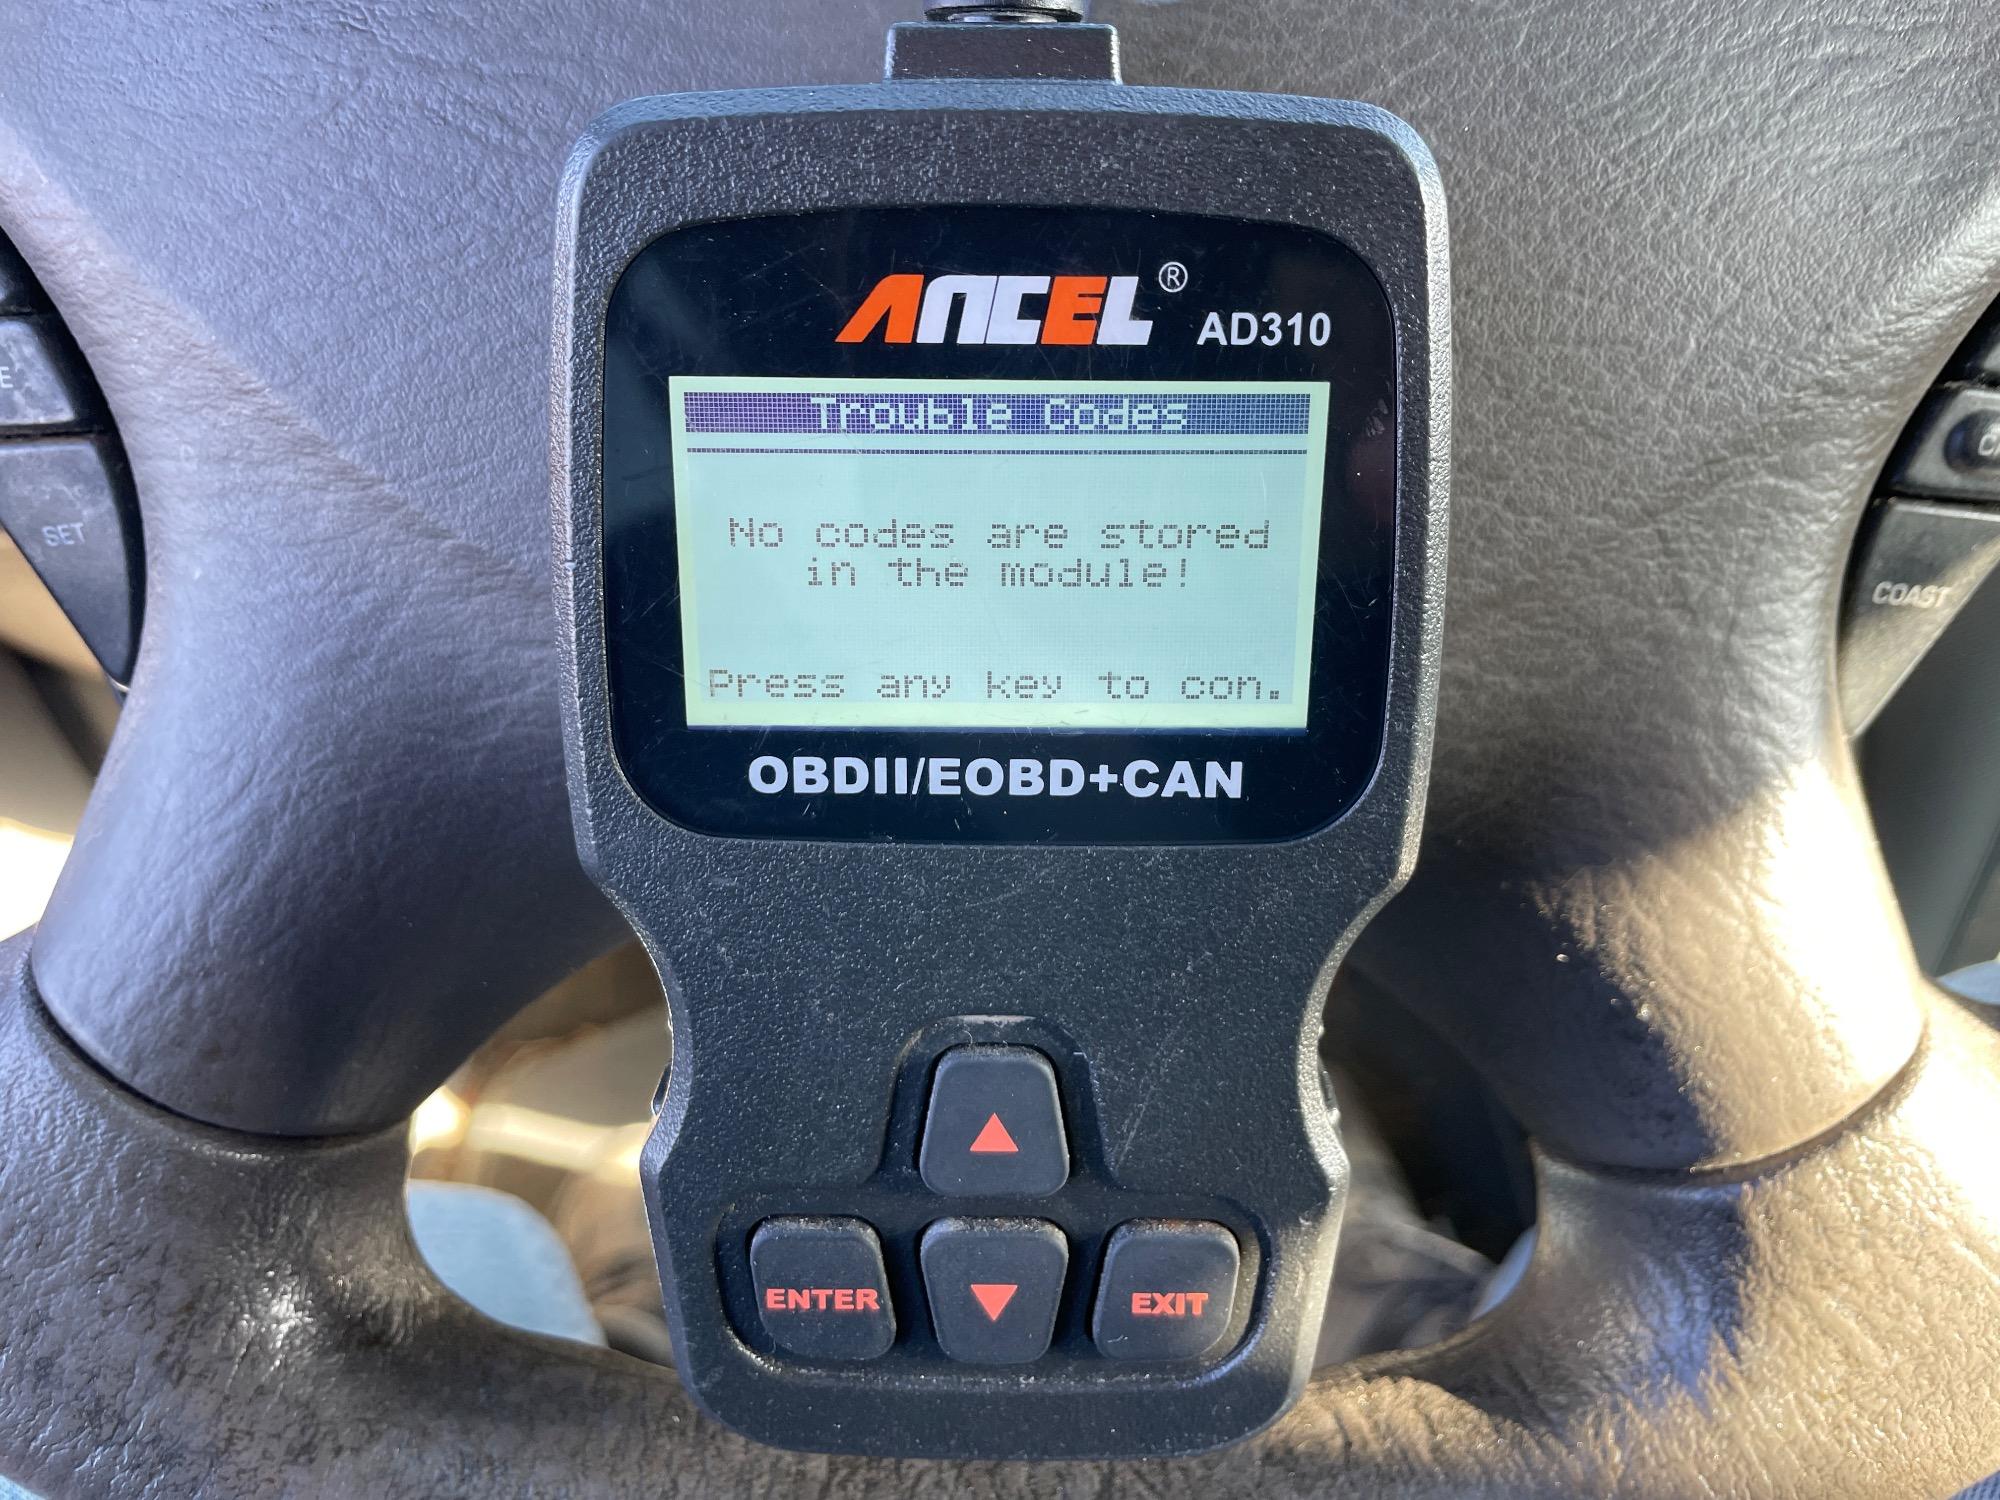 ANCEL® AD310
Trouble Codes
No codes are stored
in the module!
Press any key to con.
OBDII/EOBD+CAN
SET
COAST
ENTER
EXIT